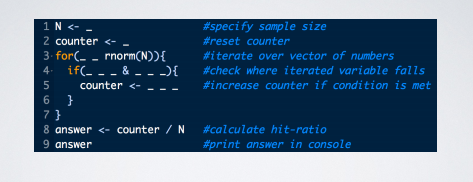 1 N <- _ #specify sample size
2 counter <- _ #reset counter
3 for(_ _ rnorm(N)){ #iterate over vector of numbers
4 if(_ _ _ & _ _ _){ #check where iterated variable falls
5 counter <- _ _ _ #increase counter if condition is met
6 }
7 }
8 answer <- counter / N #calculate hit-ratio
9 answer #print answer in console